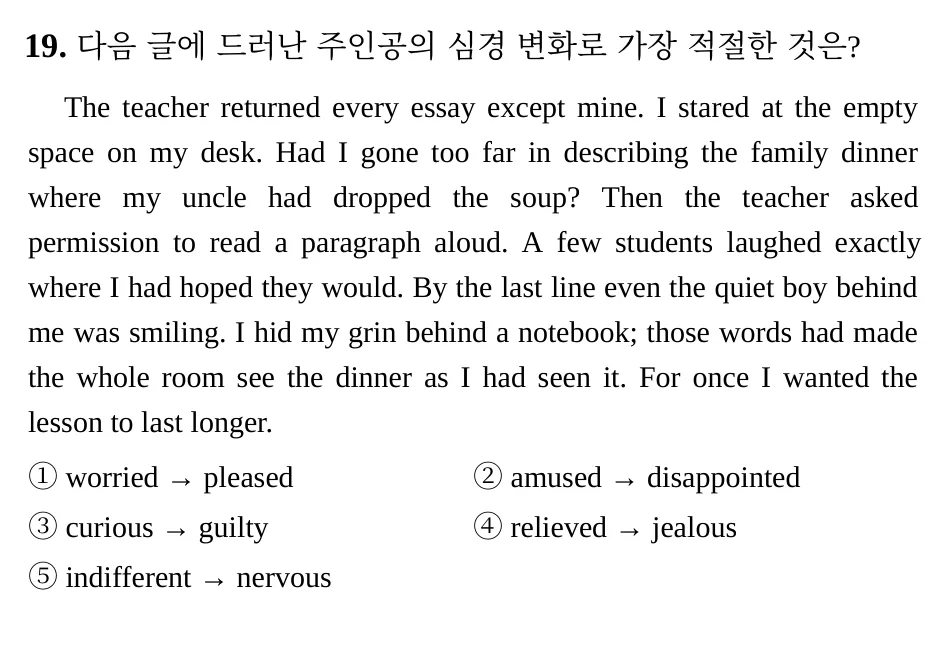 19. 다음 글에 드러난 주인공의 심경 변화로 가장 적절한 것은?
The teacher returned every essay except mine. I stared at the empty
space on my desk. Had I gone too far in describing the family dinner
where my uncle had dropped the soup? Then the teacher asked
permission to read a paragraph aloud. A few students laughed exactly
where I had hoped they would. By the last line even the quiet boy behind
me was smiling. I hid my grin behind a notebook; those words had made
the whole room see the dinner as I had seen it. For once I wanted the
lesson to last longer.
① worried → pleased ② amused → disappointed
③ curious → guilty ④ relieved → jealous
⑤ indifferent → nervous